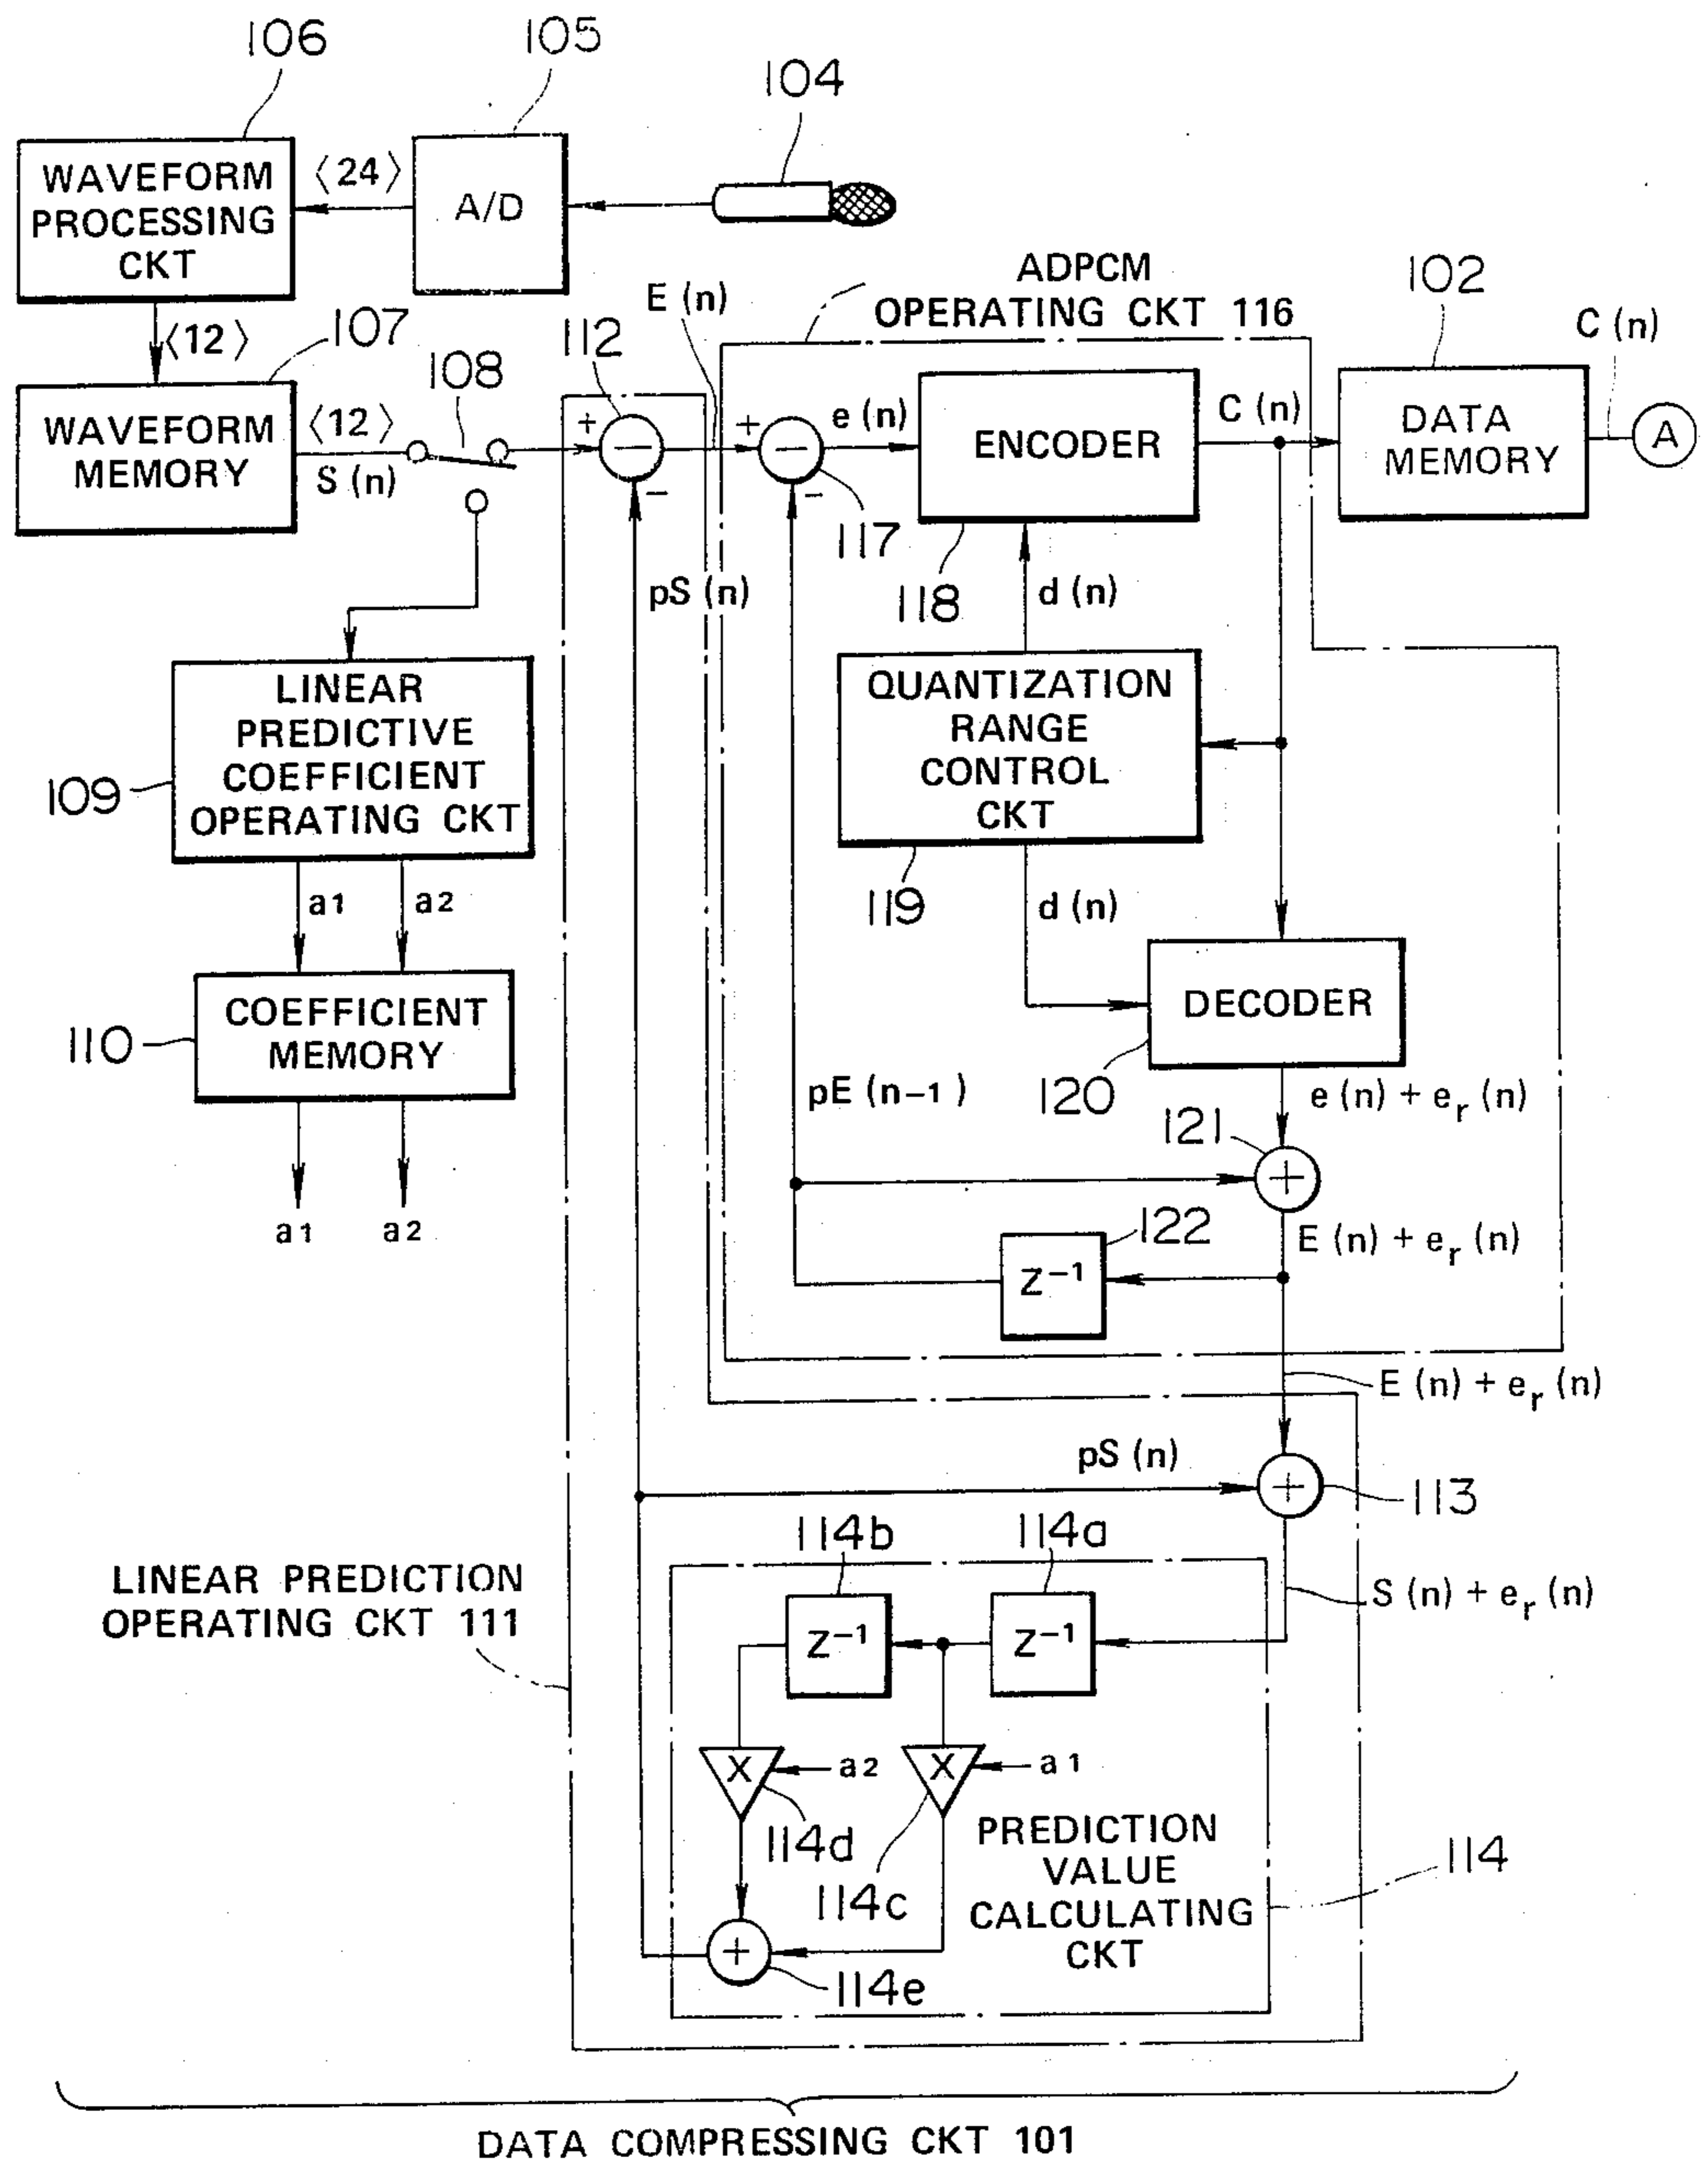 106
105
104
WAVEFORM
PROCESSING
CKT
⟨24⟩
A/D
ADPCM
OPERATING CKT 116
102
C (n)
E (n)
⟨12⟩
107
108
112
WAVEFORM
MEMORY
⟨12⟩
S (n)
+
−
−
+
−
−
e (n)
ENCODER
C (n)
DATA
MEMORY
A
117
118
pS (n)
d (n)
LINEAR
PREDICTIVE
COEFFICIENT
OPERATING CKT
109
QUANTIZATION
RANGE
CONTROL
CKT
119
d (n)
a1
a2
COEFFICIENT
MEMORY
110
DECODER
120
pE (n−1)
e (n) + er (n)
121
+
a1
a2
122
Z−1
E (n) + er (n)
E (n) + er (n)
pS (n)
+
113
114b
114a
LINEAR PREDICTION
OPERATING CKT 111
Z−1
Z−1
S (n) + er (n)
X
a2
X
a1
114d
114c
PREDICTION
VALUE
CALCULATING
CKT
114
+
114e
DATA COMPRESSING CKT 101